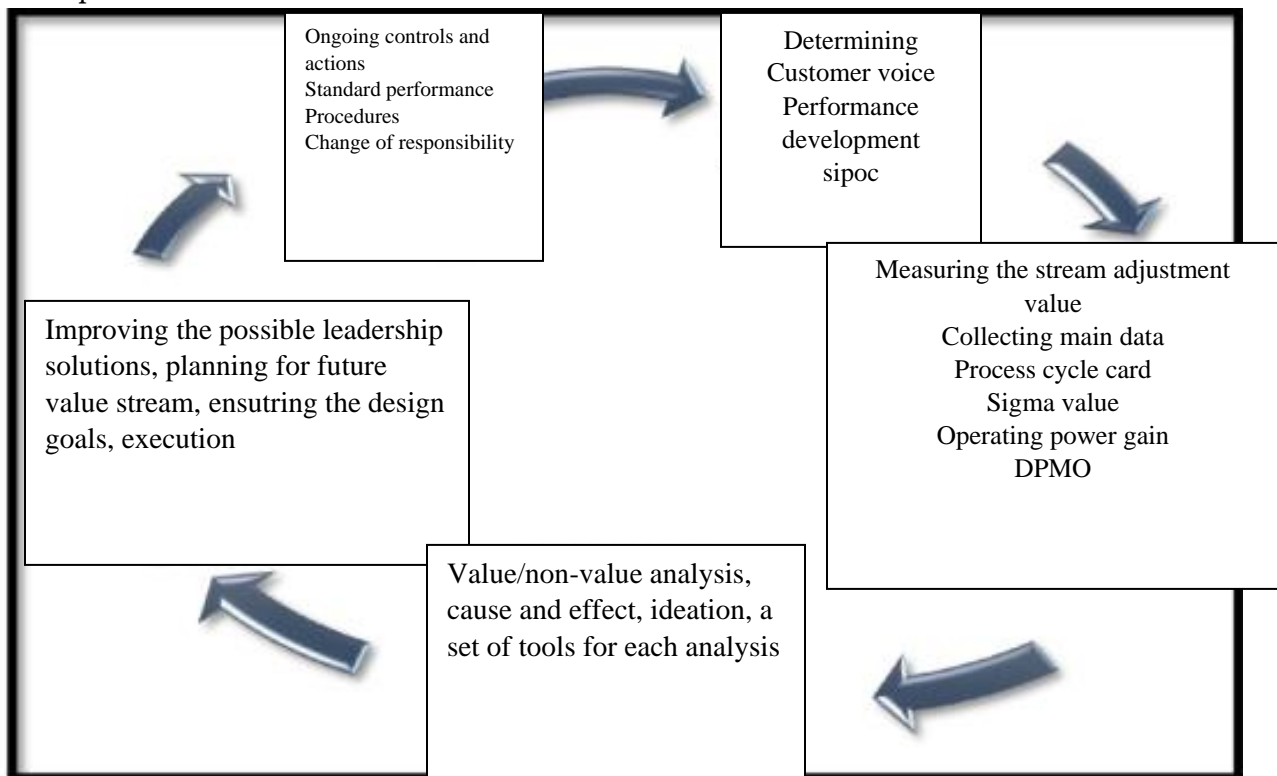 Ongoing controls and
actions
Standard performance
Procedures
Change of responsibility
Determining
Customer voice
Performance
development
sipoc
Measuring the stream adjustment
value
Collecting main data
Process cycle card
Sigma value
Operating power gain
DPMO
Value/non-value analysis,
cause and effect, ideation, a
set of tools for each analysis
Improving the possible leadership
solutions, planning for future
value stream, ensutring the design
goals, execution